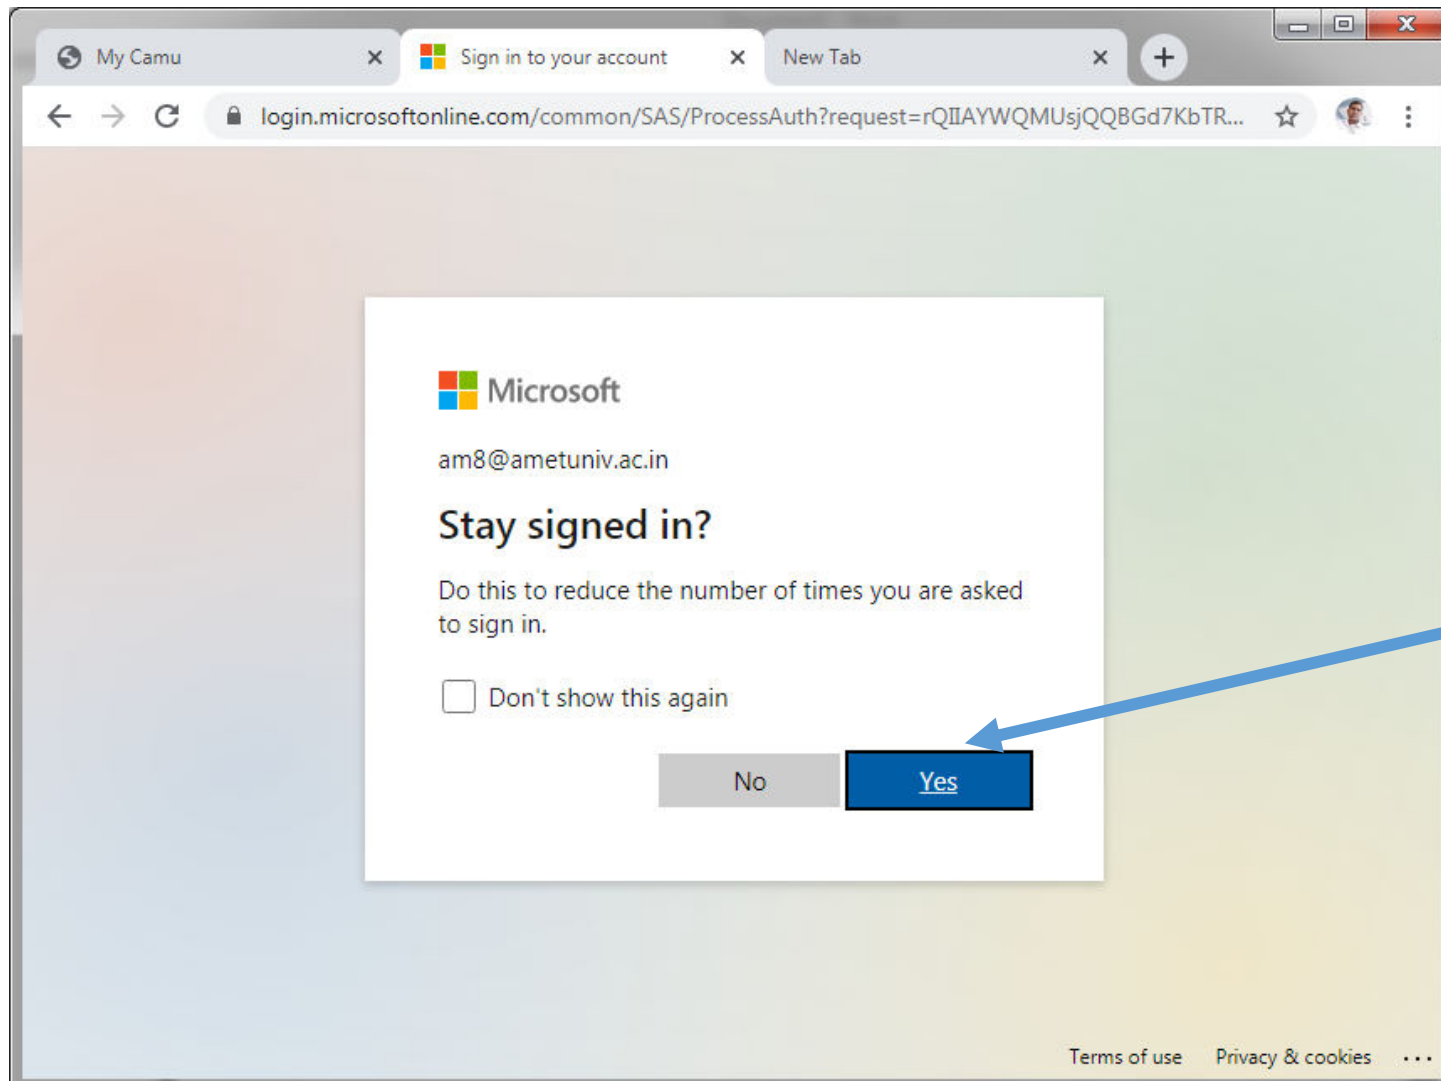 My Camu
Sign in to your account
New Tab
login.microsoftonline.com/common/SAS/ProcessAuth?request=rQIIAYWQMUsjQQBGd7KbTR...
Microsoft
am8@ametuniv.ac.in
Stay signed in?
Do this to reduce the number of times you are asked
to sign in.
Don't show this again
No
Yes
Terms of use
Privacy & cookies
...